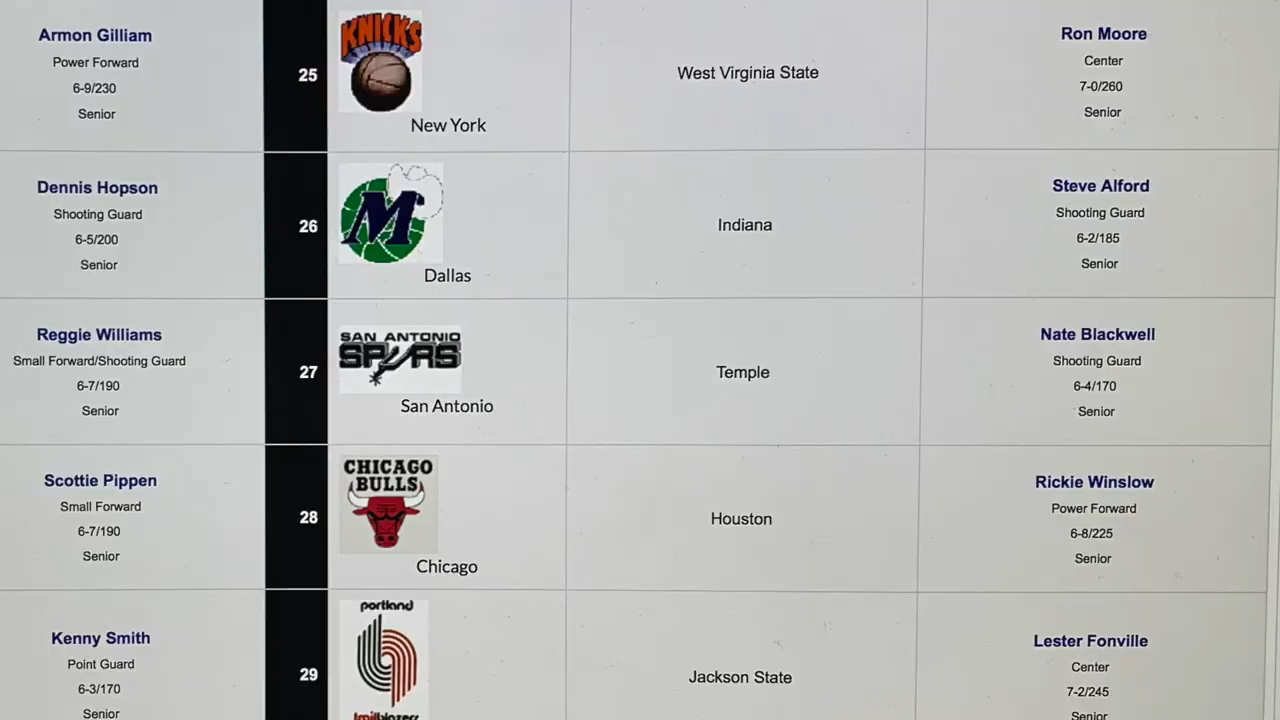 Armon Gilliam
Power Forward
6-9/230
Senior
25
KNICKS
New York
West Virginia State
Ron Moore
Center
7-0/260
Senior
Dennis Hopson
Shooting Guard
6-5/200
Senior
26
M
Dallas
Indiana
Steve Alford
Shooting Guard
6-2/185
Senior
Reggie Williams
Small Forward/Shooting Guard
6-7/190
Senior
27
SAN ANTONIO
SPURS
San Antonio
Temple
Nate Blackwell
Shooting Guard
6-4/170
Senior
Scottie Pippen
Small Forward
6-7/190
Senior
28
CHICAGO
BULLS
Chicago
Houston
Rickie Winslow
Power Forward
6-8/225
Senior
Kenny Smith
Point Guard
6-3/170
Senior
29
portland
trailblazers
Jackson State
Lester Fonville
Center
7-2/245
Senior